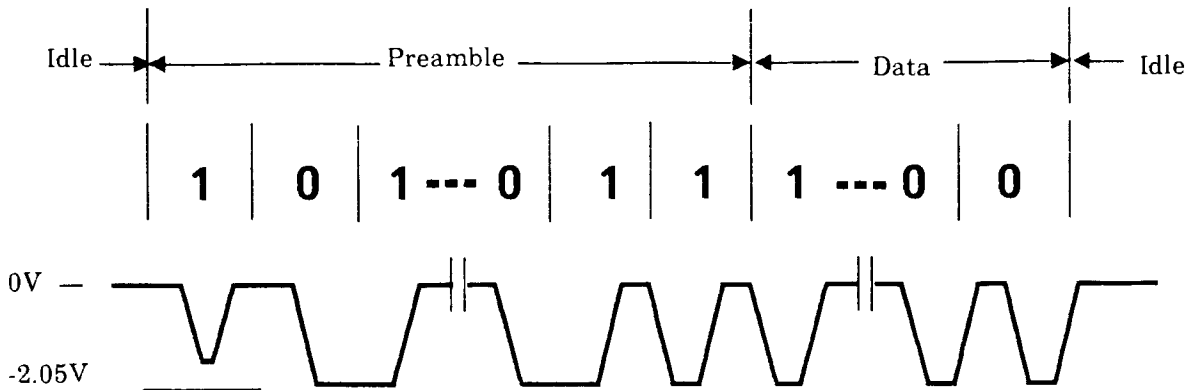 Idle Preamble Data Idle
1 0 1 --- 0 1 1 1 --- 0 0
0V
-2.05V